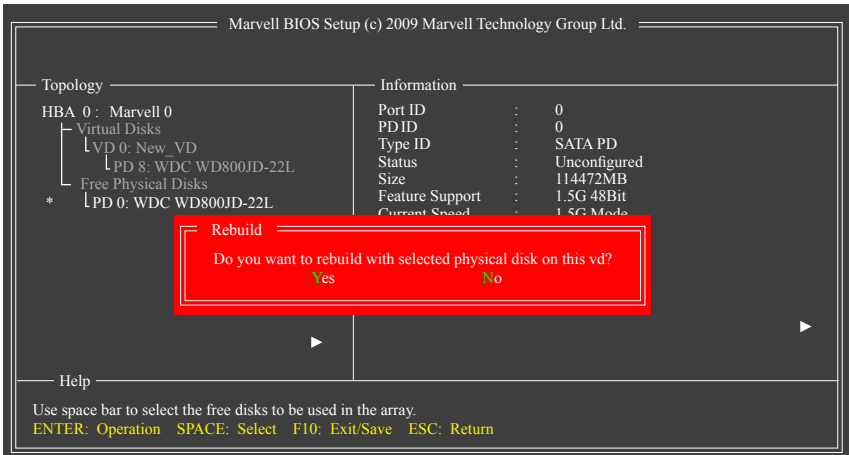 Marvell BIOS Setup (c) 2009 Marvell Technology Group Ltd.
Topology
HBA 0 : Marvell 0
Virtual Disks
VD 0: New_VD
PD 8: WDC WD800JD-22L
Free Physical Disks
* PD 0: WDC WD800JD-22L
Information
Port ID : 0
PD ID : 0
Type ID : SATA PD
Status : Unconfigured
Size : 114472MB
Feature Support : 1.5G 48Bit
Current Speed : 1.5G Mode
Rebuild
Do you want to rebuild with selected physical disk on this vd?
Yes No
Help
Use space bar to select the free disks to be used in the array.
ENTER: Operation SPACE: Select F10: Exit/Save ESC: Return